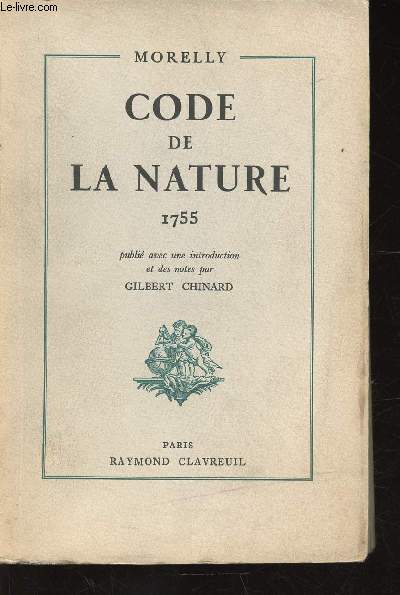 Le-livre.com
MORELLY
CODE
DE
LA NATURE
1755
publié avec une introduction
et des notes par
GILBERT CHINARD
PARIS
RAYMOND CLAVREUIL